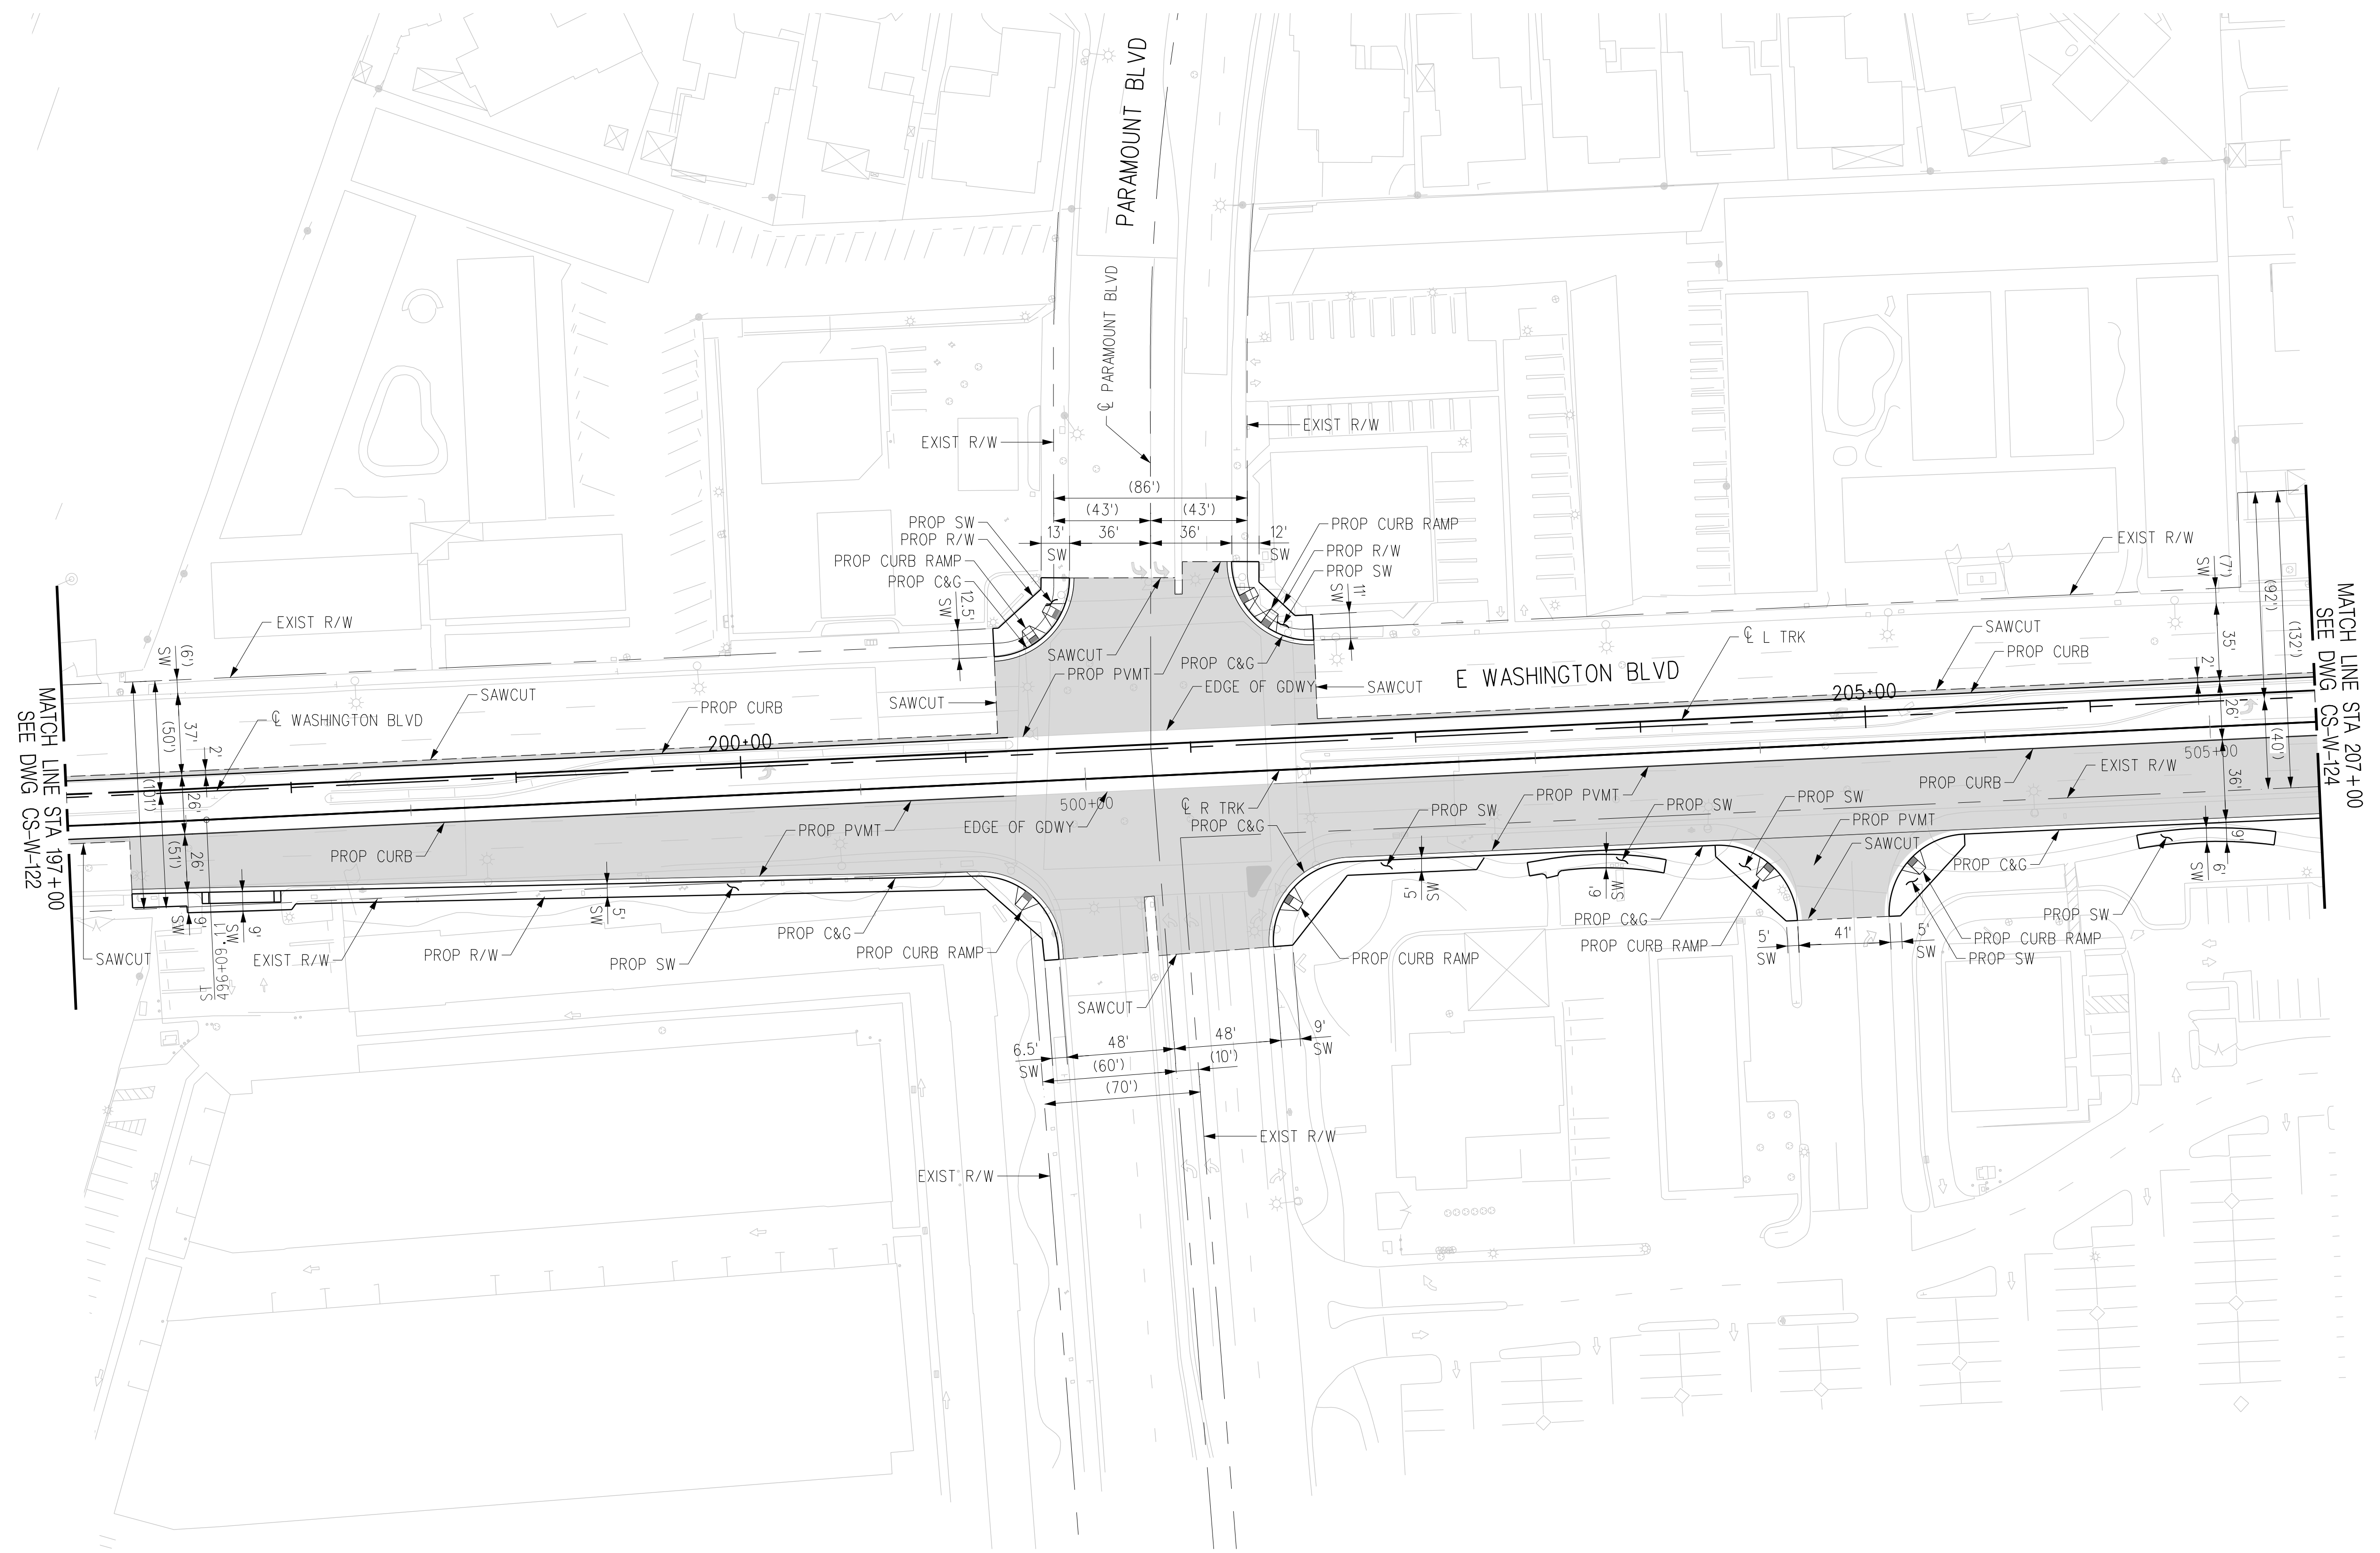 PARAMOUNT BLVD
℄ PARAMOUNT BLVD
EXIST R/W
EXIST R/W
(86')
(43')
(43')
13'
SW
36'
36'
12'
SW
PROP SW
PROP R/W
PROP CURB RAMP
PROP C&G
12.5'
SW
PROP CURB RAMP
PROP R/W
PROP SW
11'
SW
SAWCUT
PROP PVMT
PROP C&G
EDGE OF GDWY
SAWCUT
SAWCUT
E WASHINGTON BLVD
℄ L TRK
EXIST R/W
SAWCUT
PROP CURB
205+00
(7')
SW
35'
2'
26'
36'
(92')
(132')
(40')
MATCH LINE STA 207+00
SEE DWG CS-W-124
EXIST R/W
(6')
SW
37'
2'
(50')
(101')
26'
(51')
26'
℄ WASHINGTON BLVD
SAWCUT
PROP CURB
200+00
MATCH LINE STA 197+00
SEE DWG CS-W-122
505+00
EXIST R/W
PROP CURB
PROP PVMT
PROP SW
PROP SW
PROP SW
PROP PVMT
SAWCUT
500+00
℄ R TRK
PROP C&G
EDGE OF GDWY
PROP PVMT
PROP CURB
PROP C&G
9'
6'
SW
5'
SW
6'
SW
9'
SW
9'
SW
5'
SW
496+09.11
ST
SAWCUT
EXIST R/W
PROP R/W
PROP SW
PROP C&G
PROP CURB RAMP
PROP CURB RAMP
PROP C&G
PROP CURB RAMP
5'
SW
41'
5'
SW
PROP SW
PROP CURB RAMP
PROP SW
SAWCUT
6.5'
SW
48'
48'
9'
SW
(60')
(10')
(70')
EXIST R/W
EXIST R/W